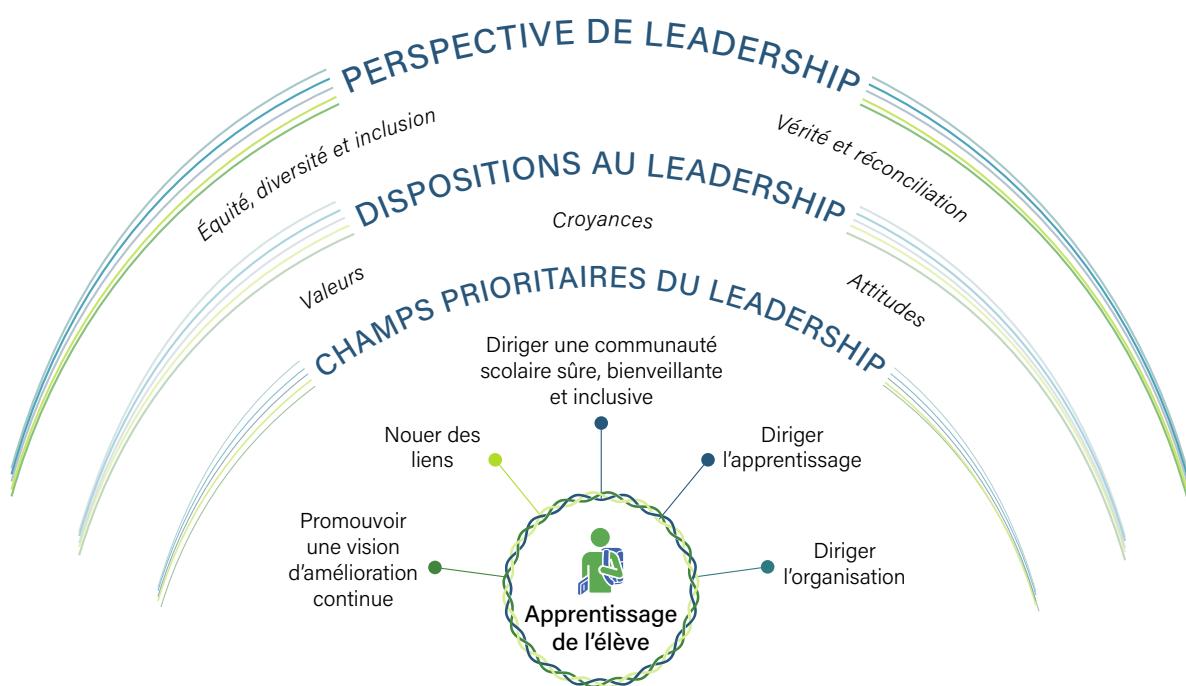 PERSPECTIVE DE LEADERSHIP
Équité, diversité et inclusion
Vérité et réconciliation
DISPOSITIONS AU LEADERSHIP
Valeurs
Croyances
Attitudes
CHAMPS PRIORITAIRES DU LEADERSHIP
Promouvoir
une vision
d’amélioration
continue
Nouer des
liens
Diriger une communauté
scolaire sûre, bienveillante
et inclusive
Diriger
l’apprentissage
Diriger
l’organisation
Apprentissage
de l’élève